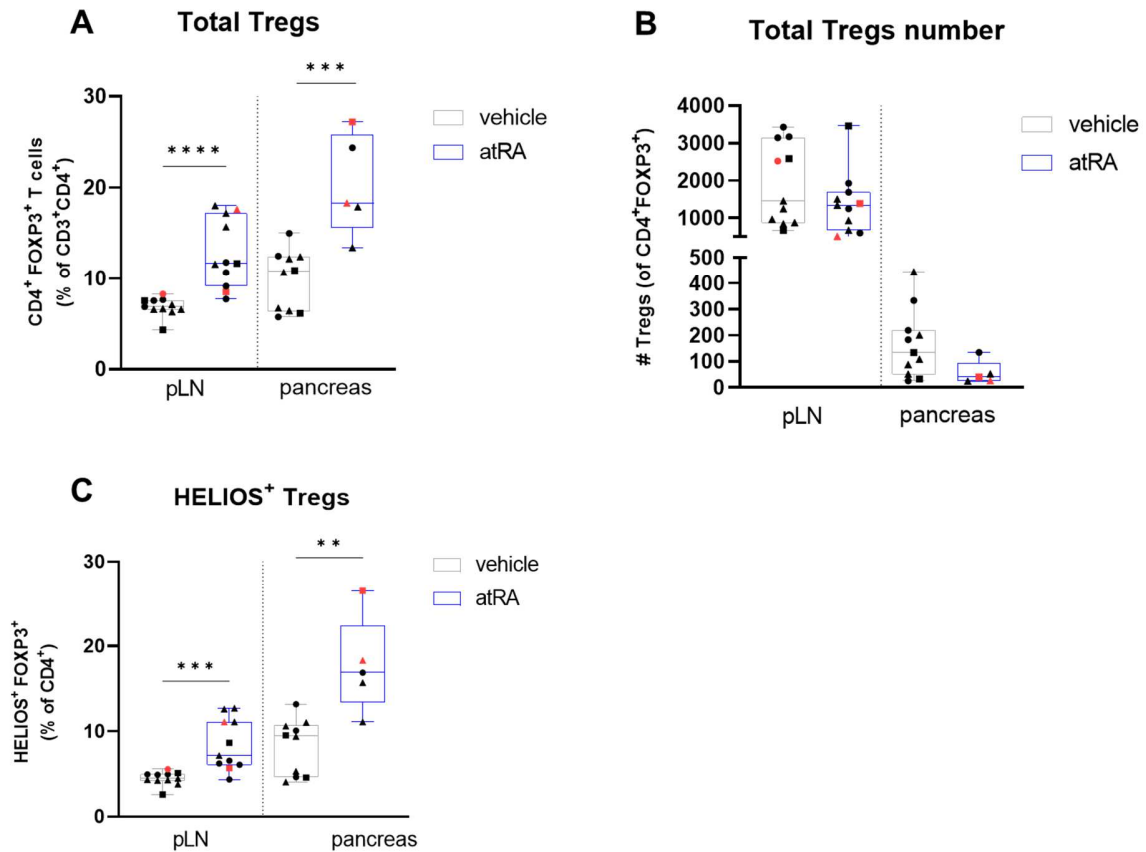 A
Total Tregs
CD4⁺ FOXP3⁺ T cells
(% of CD3⁺CD4⁺)
30
20
10
0
****
***
pLN
pancreas
vehicle
atRA
B
Total Tregs number
# Tregs (of CD4⁺FOXP3⁺)
4000
3000
2000
1000
500
400
300
200
100
0
pLN
pancreas
vehicle
atRA
C
HELIOS⁺ Tregs
HELIOS⁺ FOXP3⁺
(% of CD4⁺)
30
20
10
0
***
**
pLN
pancreas
vehicle
atRA